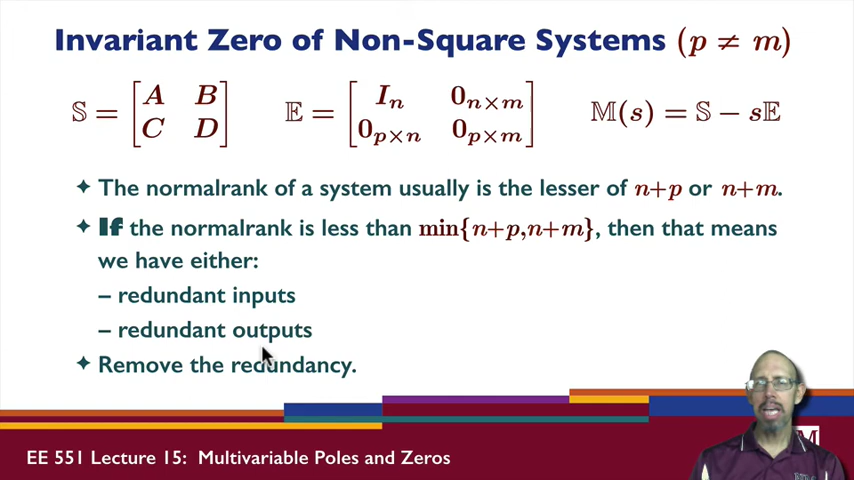 Invariant Zero of Non-Square Systems (p ≠ m)
𝕊 = [A B; C D] 𝔼 = [Iₙ 0ₙₓₘ; 0ₚₓₙ 0ₚₓₘ] 𝕄(s) = 𝕊 − s𝔼
✦ The normalrank of a system usually is the lesser of n+p or n+m.
✦ If the normalrank is less than min{n+p,n+m}, then that means
we have either:
– redundant inputs
– redundant outputs
✦ Remove the redundancy.
EE 551 Lecture 15: Multivariable Poles and Zeros
M